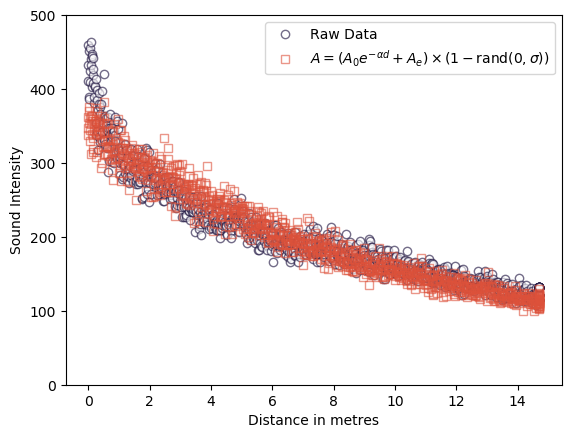 Raw Data
A = (A₀e^{-αd} + Aₑ) × (1 − rand(0, σ))
500
400
300
200
100
0
Sound Intensity
0 2 4 6 8 10 12 14
Distance in metres